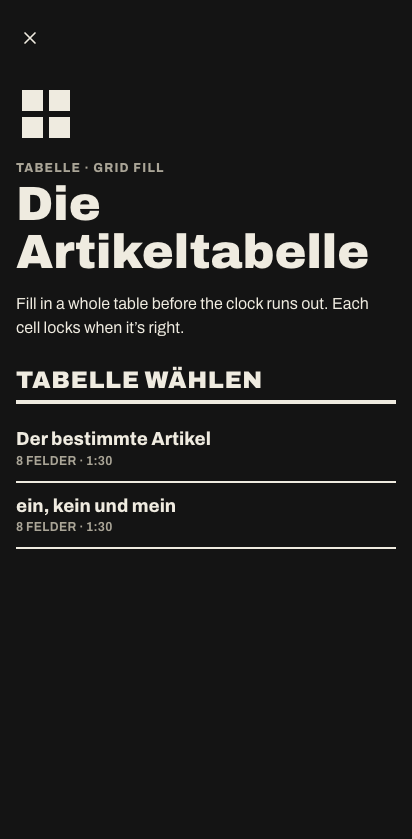 TABELLE · GRID FILL
Die
Artikeltabelle
Fill in a whole table before the clock runs out. Each
cell locks when it’s right.
TABELLE WÄHLEN
Der bestimmte Artikel
8 FELDER · 1:30
ein, kein und mein
8 FELDER · 1:30